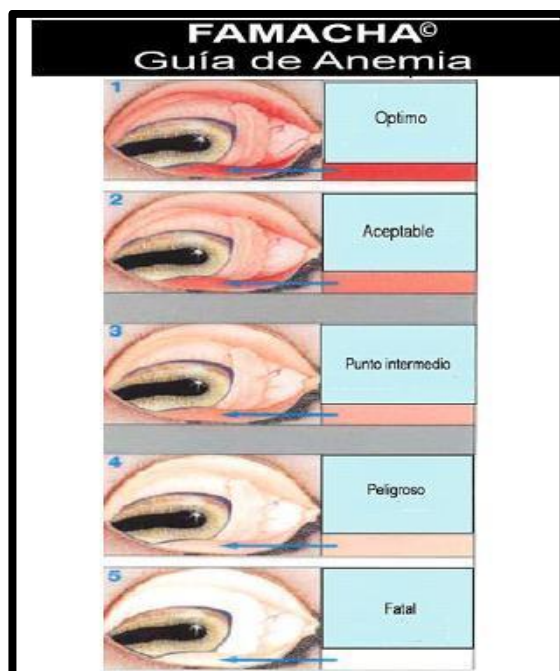 FAMACHA©
Guía de Anemia
1
Optimo
2
Aceptable
3
Punto intermedio
4
Peligroso
5
Fatal